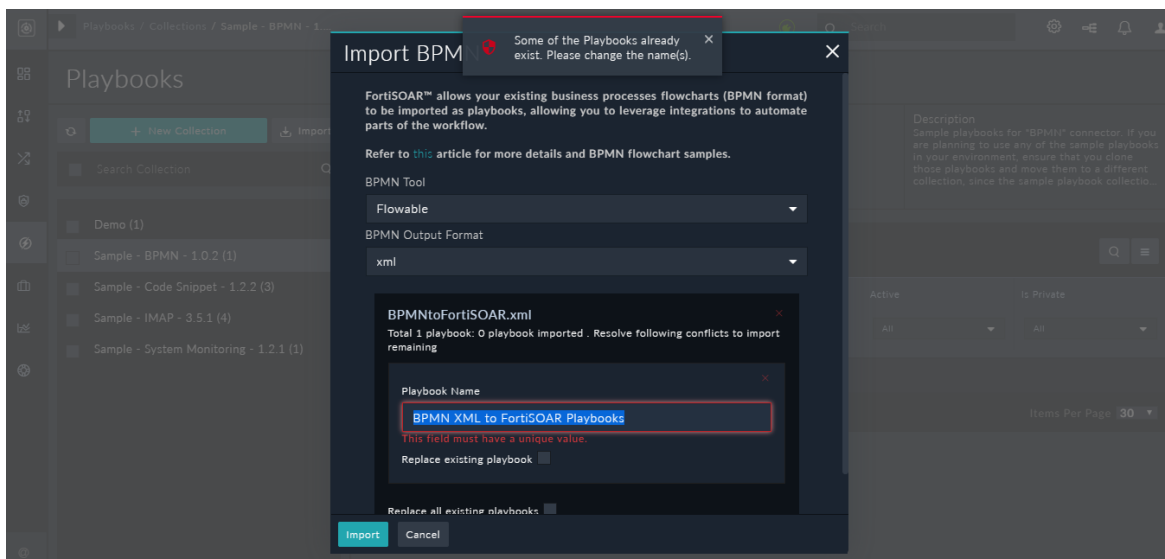 Playbooks / Collections / Sample - BPMN - 1...
Search
Some of the Playbooks already
exist. Please change the name(s).
Import BPM
Playbooks
FortiSOAR™ allows your existing business processes flowcharts (BPMN format)
to be imported as playbooks, allowing you to leverage integrations to automate
parts of the workflow.
Refer to this article for more details and BPMN flowchart samples.
+ New Collection
Import
Search Collection
Description
Sample playbooks for "BPMN" connector. If you
are planning to use any of the sample playbooks
in your environment, ensure that you clone
those playbooks and move them to a different
collection, since the sample playbook collectio...
BPMN Tool
Flowable
BPMN Output Format
xml
Demo (1)
Sample - BPMN - 1.0.2 (1)
Sample - Code Snippet - 1.2.2 (3)
Sample - IMAP - 3.5.1 (4)
Sample - System Monitoring - 1.2.1 (1)
Active
Is Private
All
All
BPMNtoFortiSOAR.xml
Total 1 playbook: 0 playbook imported . Resolve following conflicts to import
remaining
Playbook Name
BPMN XML to FortiSOAR Playbooks
This field must have a unique value.
Replace existing playbook
Items Per Page 30
Replace all existing playbooks
Import
Cancel